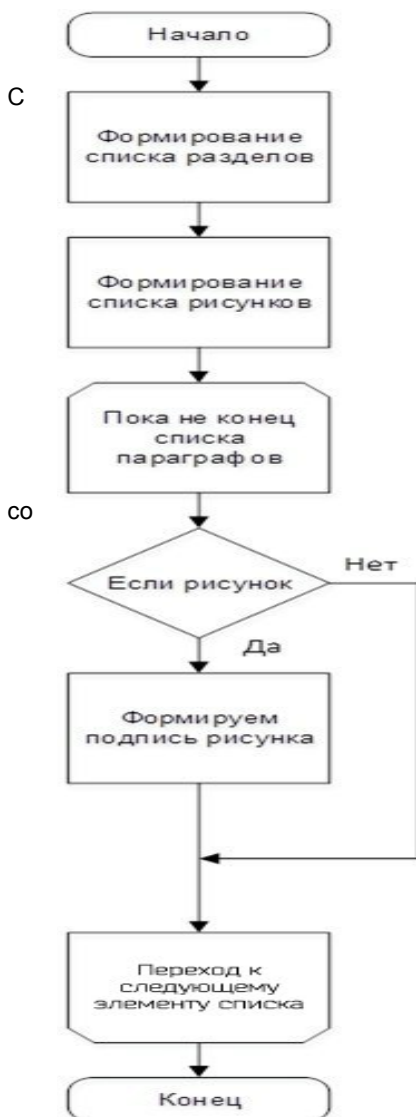 Начало
С
Формирование
списка разделов
Формирование
списка рисунков
Пока не конец
списка
параграфов
со
Если рисунок
Нет
Да
Формируем
подпись рисунка
Переход к
следующему
элементу списка
Конец